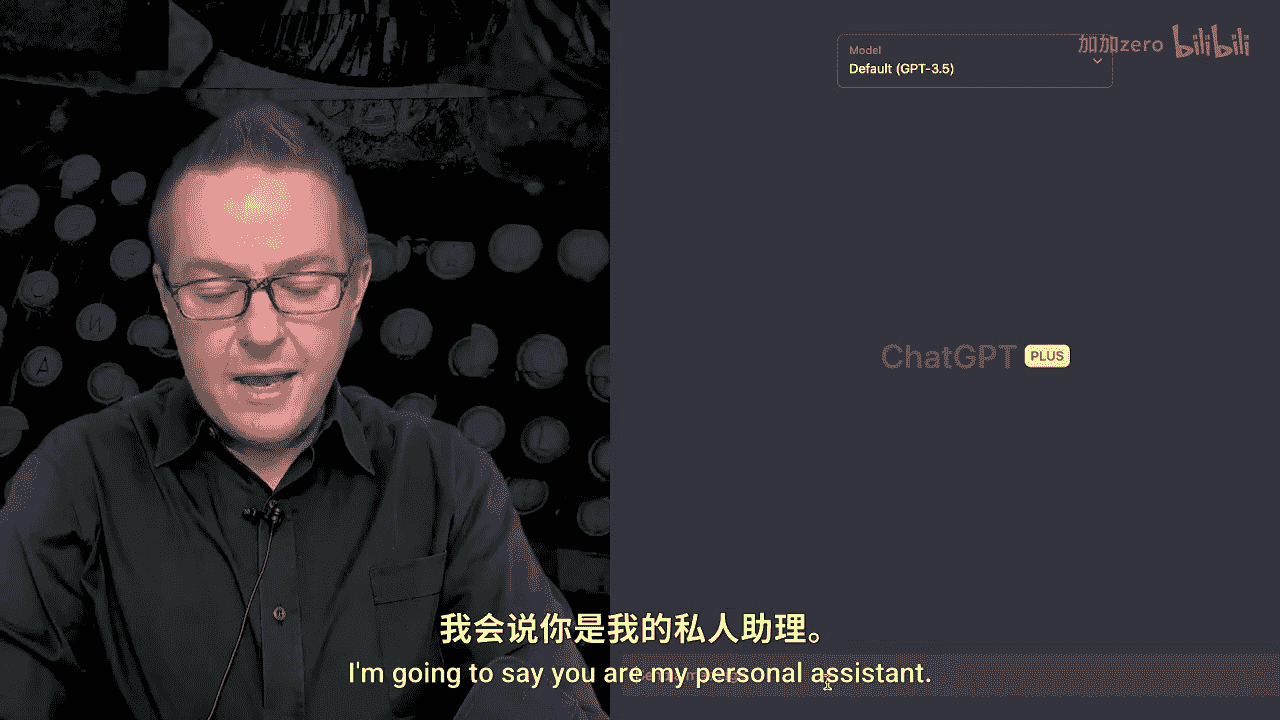 Model
Default (GPT-3.5)
加加zero bilibili
ChatGPT PLUS
我会说你是我的私人助理。
I'm going to say you are my personal assistant.